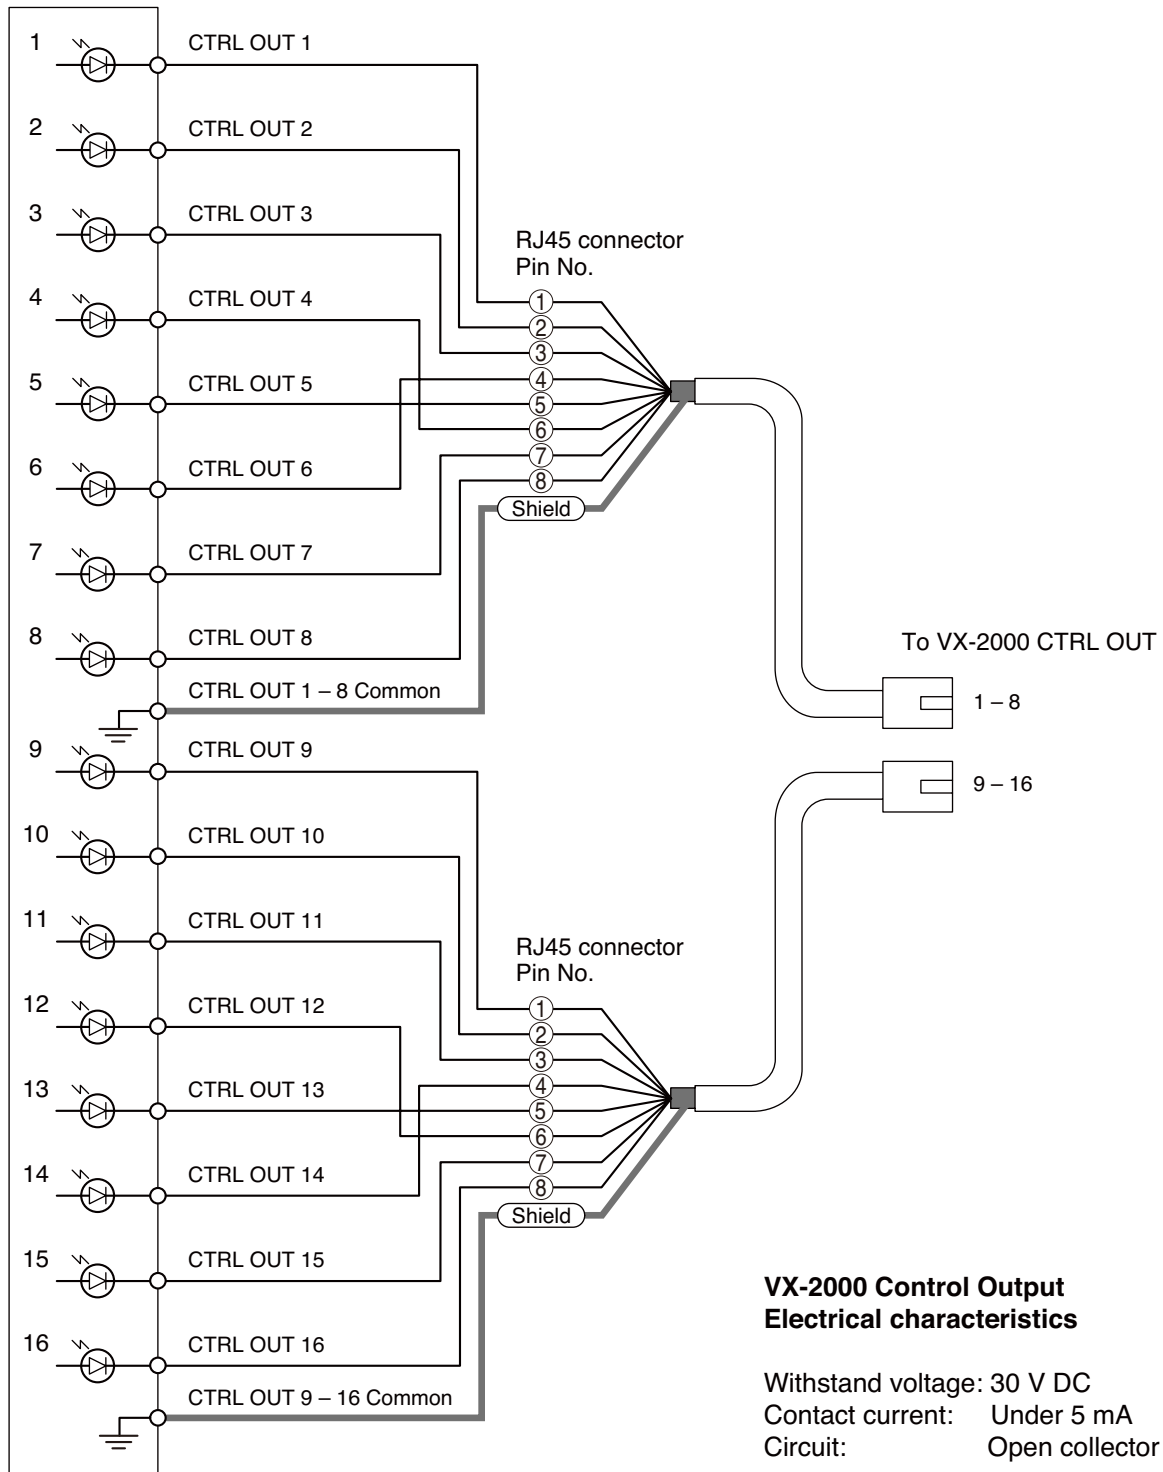 1
CTRL OUT 1
2
CTRL OUT 2
3
CTRL OUT 3
RJ45 connector
Pin No.
4
CTRL OUT 4
1
2
3
5
CTRL OUT 5
4
5
6
6
CTRL OUT 6
7
8
Shield
7
CTRL OUT 7
8
CTRL OUT 8
To VX-2000 CTRL OUT
CTRL OUT 1 – 8 Common
1 – 8
9
CTRL OUT 9
9 – 16
10
CTRL OUT 10
11
CTRL OUT 11
RJ45 connector
Pin No.
12
CTRL OUT 12
1
2
3
13
CTRL OUT 13
4
5
6
14
CTRL OUT 14
7
8
Shield
15
CTRL OUT 15
16
CTRL OUT 16
CTRL OUT 9 – 16 Common
VX-2000 Control Output
Electrical characteristics
Withstand voltage: 30 V DC
Contact current: Under 5 mA
Circuit: Open collector